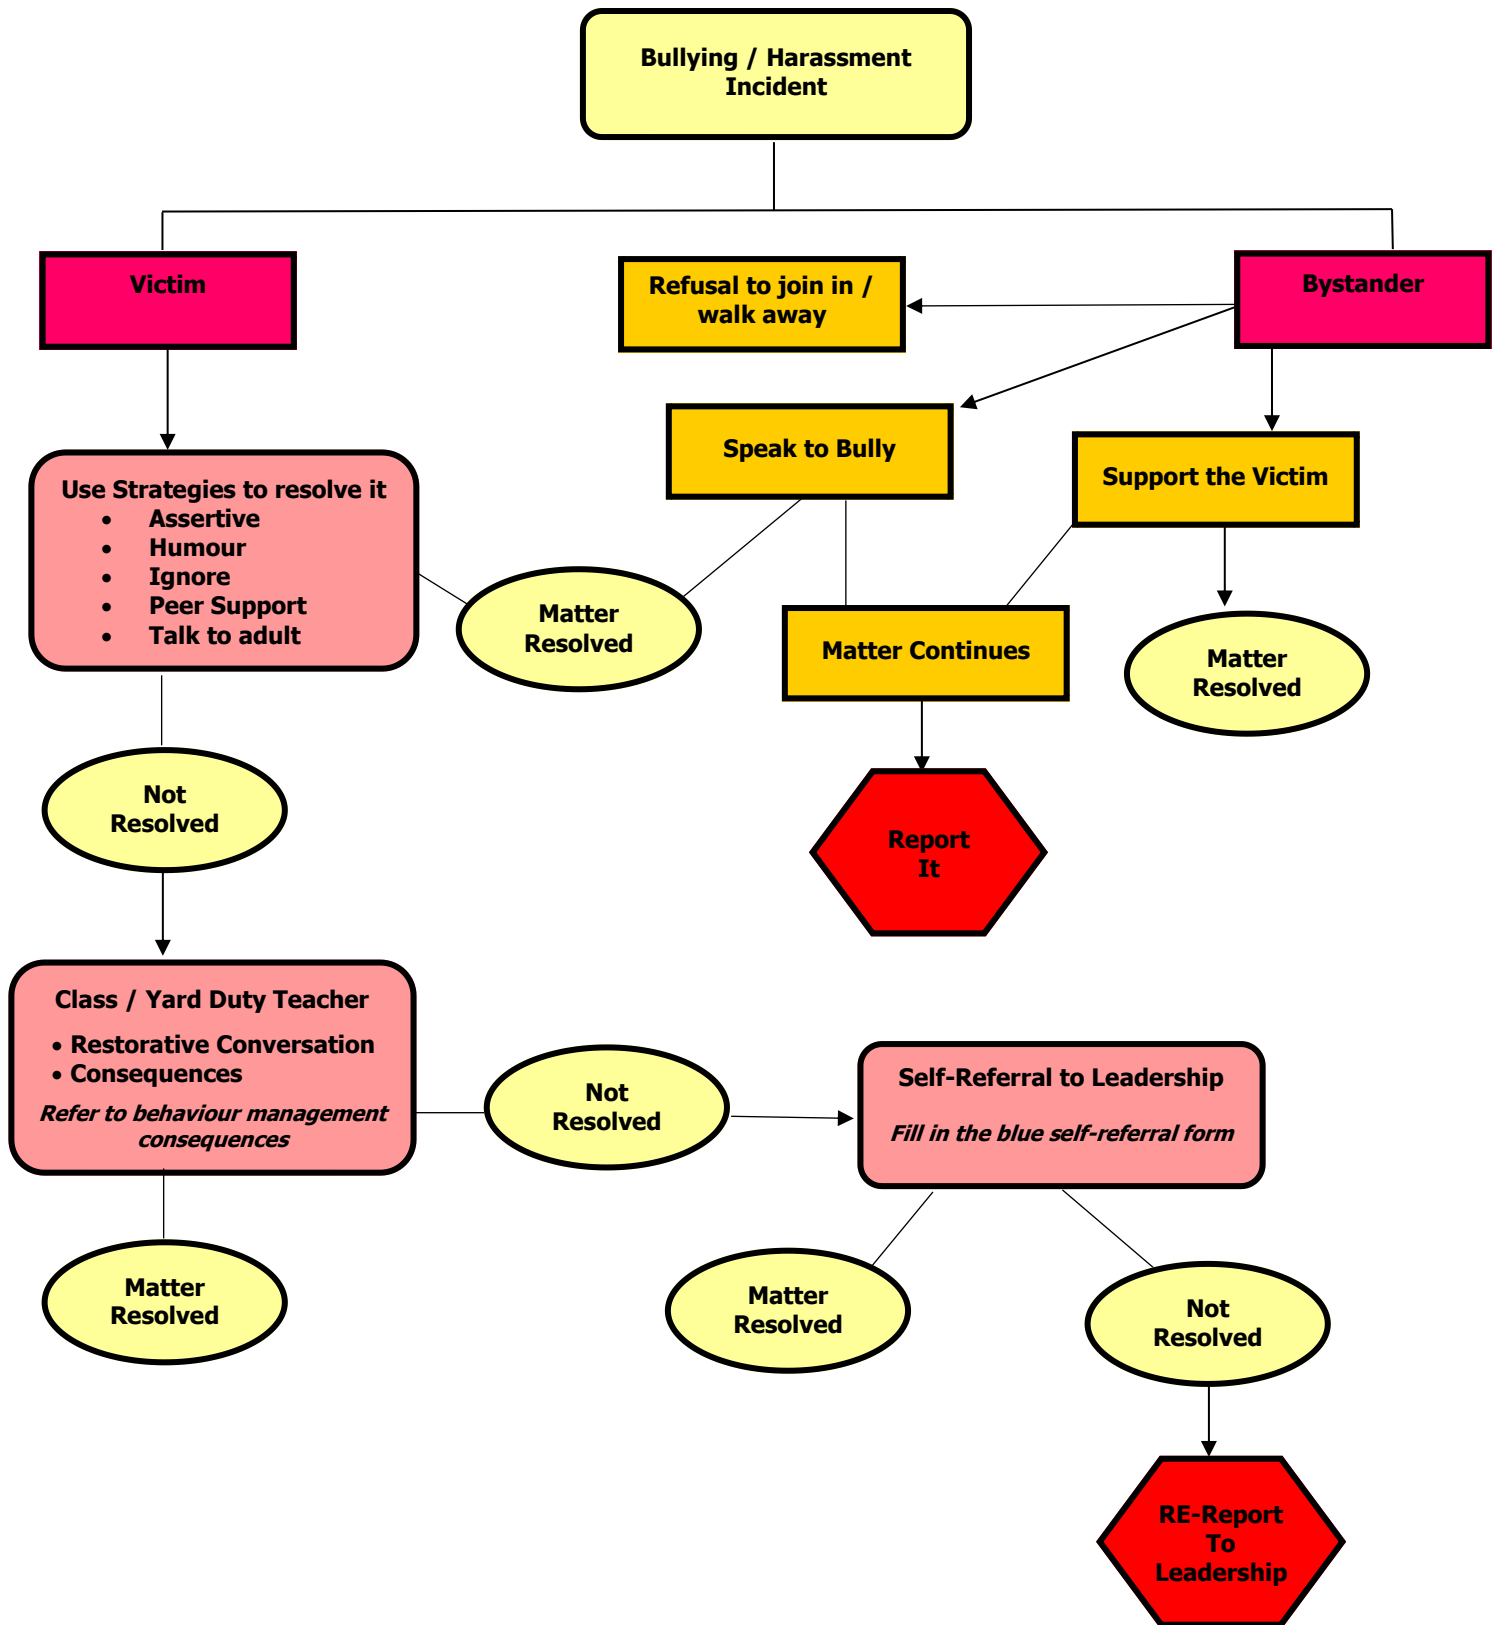 Bullying / Harassment
Incident
Victim
Refusal to join in /
walk away
Bystander
Speak to Bully
Support the Victim
Use Strategies to resolve it
• Assertive
• Humour
• Ignore
• Peer Support
• Talk to adult
Matter
Resolved
Matter Continues
Matter
Resolved
Not
Resolved
Report
It
Class / Yard Duty Teacher
• Restorative Conversation
• Consequences
Refer to behaviour management
consequences
Not
Resolved
Self-Referral to Leadership
Fill in the blue self-referral form
Matter
Resolved
Matter
Resolved
Not
Resolved
RE-Report
To
Leadership